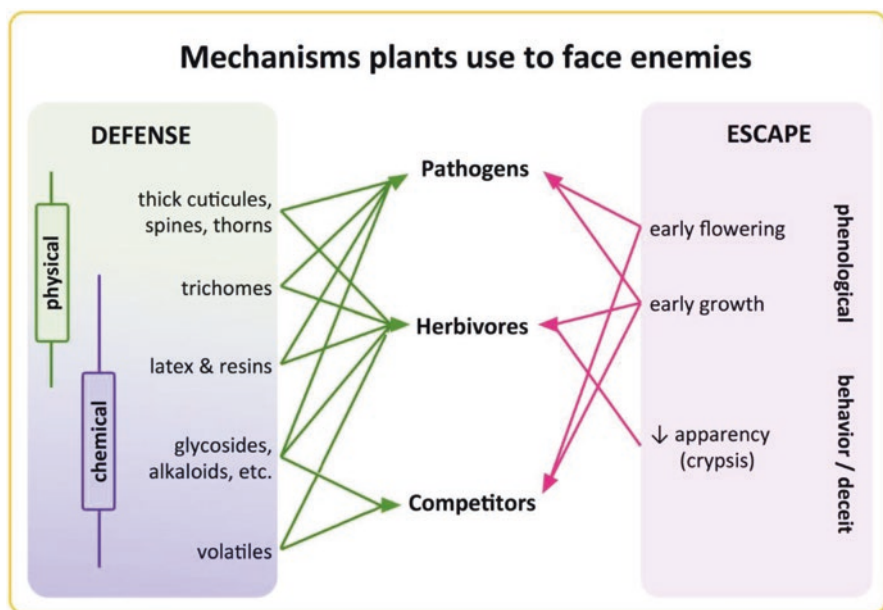 Mechanisms plants use to face enemies
DEFENSE
physical
chemical
thick cuticules,
spines, thorns
trichomes
latex & resins
glycosides,
alkaloids, etc.
volatiles
Pathogens
Herbivores
Competitors
ESCAPE
early flowering
early growth
↓ apparency
(crypsis)
phenological
behavior / deceit